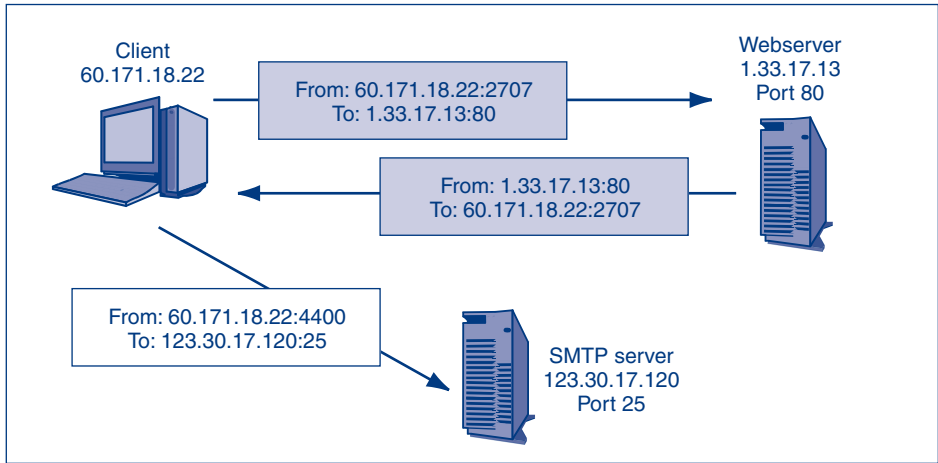 Client
60.171.18.22
From: 60.171.18.22:2707
To: 1.33.17.13:80
Webserver
1.33.17.13
Port 80
From: 1.33.17.13:80
To: 60.171.18.22:2707
From: 60.171.18.22:4400
To: 123.30.17.120:25
SMTP server
123.30.17.120
Port 25